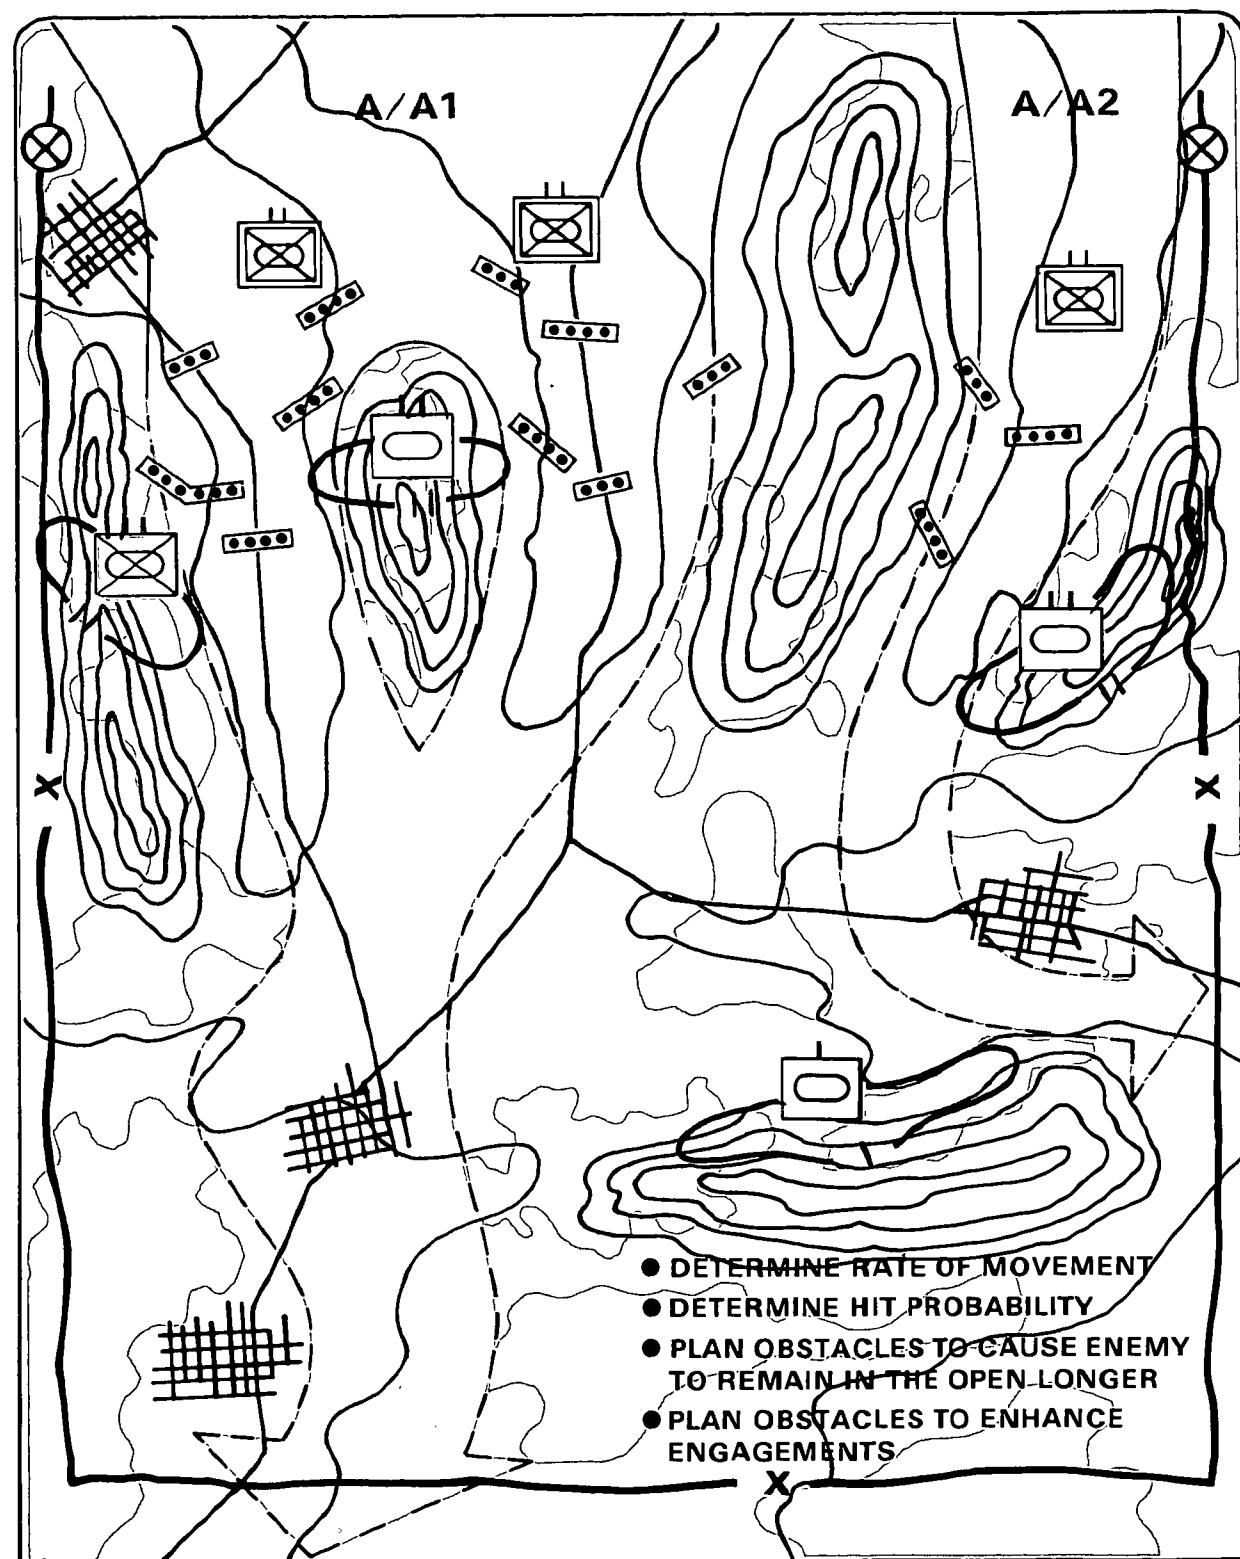 A/A1
A/A2
X
X
● DETERMINE RATE OF MOVEMENT
● DETERMINE HIT PROBABILITY
● PLAN OBSTACLES TO CAUSE ENEMY
TO REMAIN IN THE OPEN LONGER
● PLAN OBSTACLES TO ENHANCE
ENGAGEMENTS
X